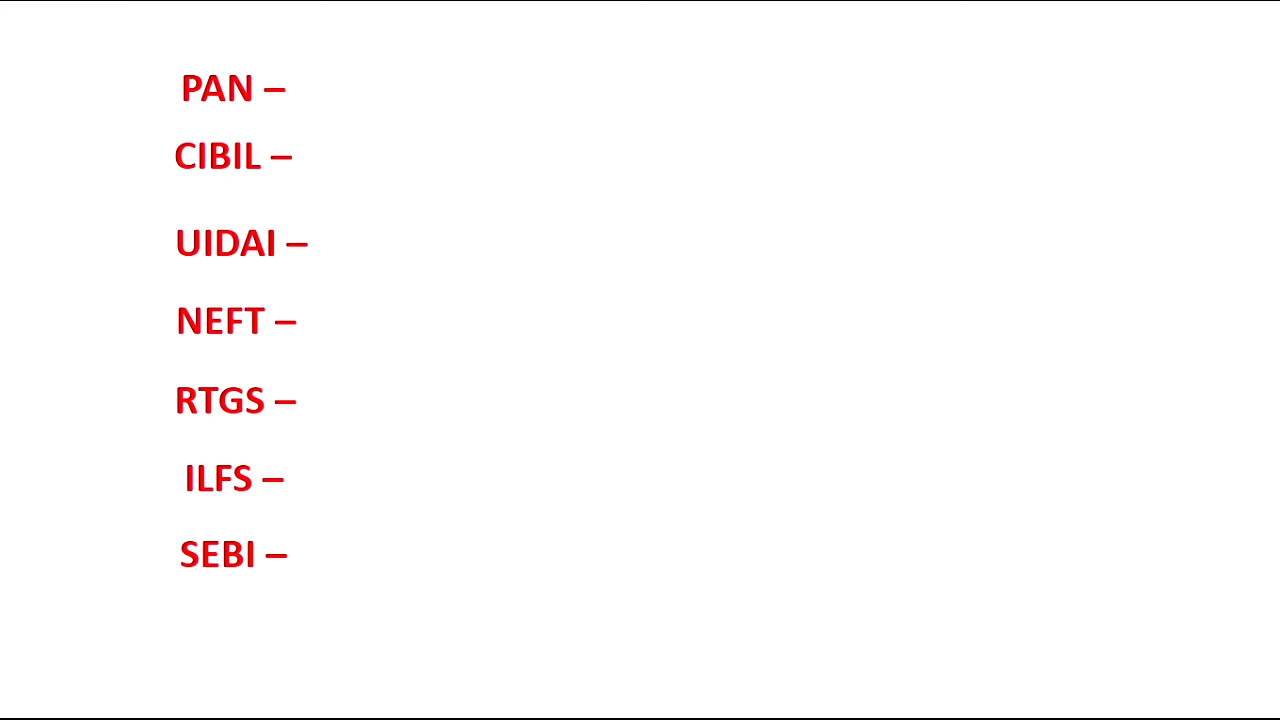 PAN –
CIBIL –
UIDAI –
NEFT –
RTGS –
ILFS –
SEBI –